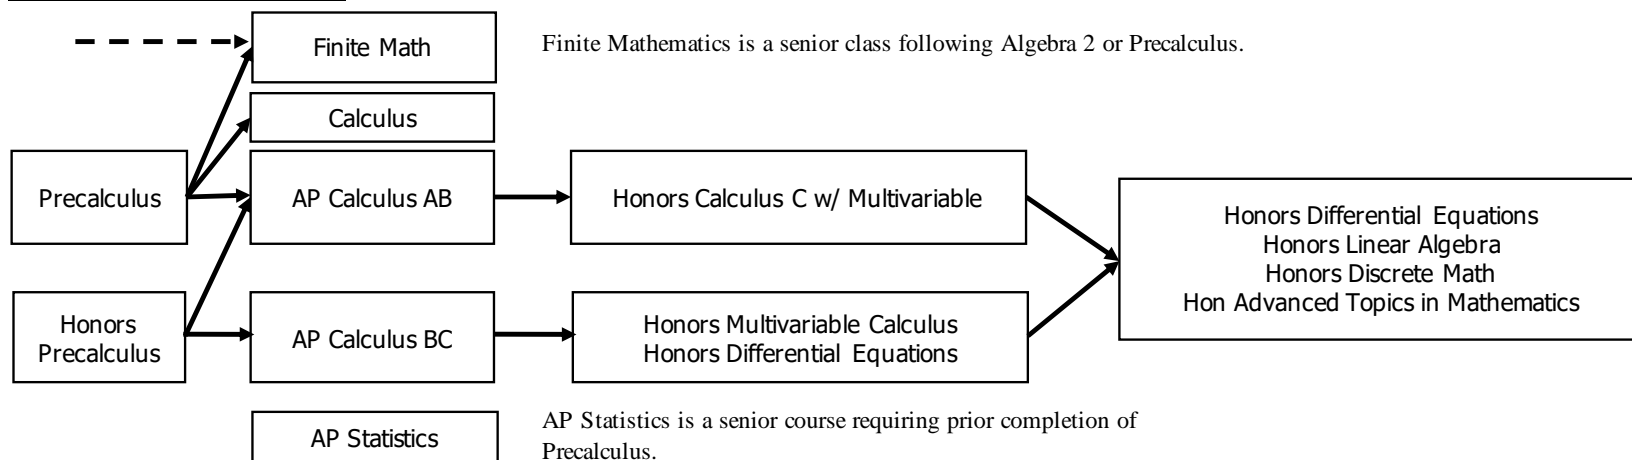 Finite Math
Finite Mathematics is a senior class following Algebra 2 or Precalculus.
Calculus
Precalculus
AP Calculus AB
Honors Calculus C w/ Multivariable
Honors Differential Equations
Honors Linear Algebra
Honors Discrete Math
Hon Advanced Topics in Mathematics
Honors
Precalculus
AP Calculus BC
Honors Multivariable Calculus
Honors Differential Equations
AP Statistics
AP Statistics is a senior course requiring prior completion of
Precalculus.